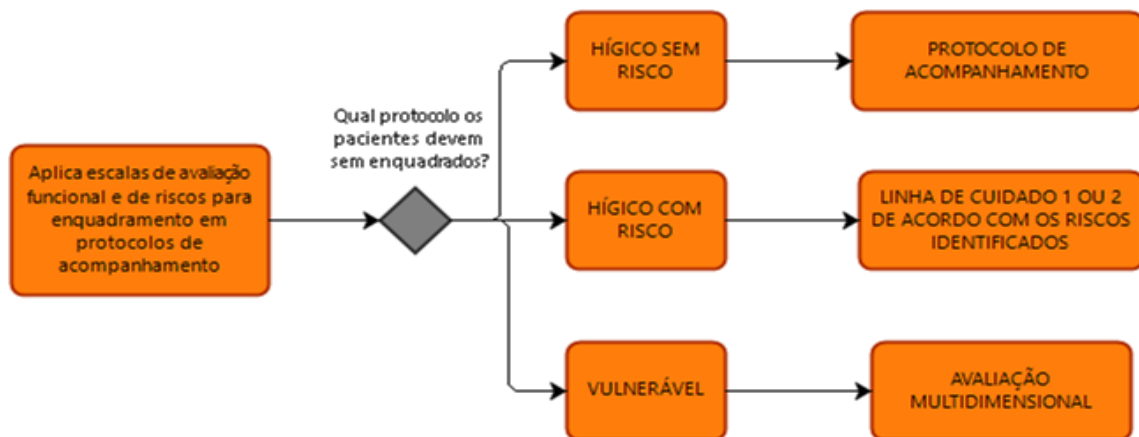 Aplica escalas de avaliação
funcional e de riscos para
enquadramento em
protocolos de
acompanhamento
Qual protocolo os
pacientes devem
sem enquadrados?
HÍGICO SEM
RISCO
PROTOCOLO DE
ACOMPANHAMENTO
HÍGICO COM
RISCO
LINHA DE CUIDADO 1 OU 2
DE ACORDO COM OS RISCOS
IDENTIFICADOS
VULNERÁVEL
AVALIAÇÃO
MULTIDIMENSIONAL